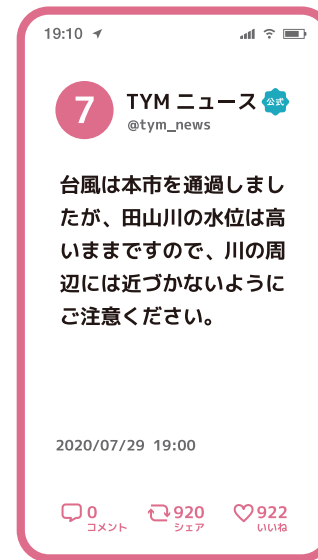 19:10
7
TYM ニュース 公式
@tym_news
台風は本市を通過しまし
たが、田山川の水位は高
いままですので、川の周
辺には近づかないように
ご注意ください。
2020/07/29 19:00
0 920 922
コメント シェア いいね